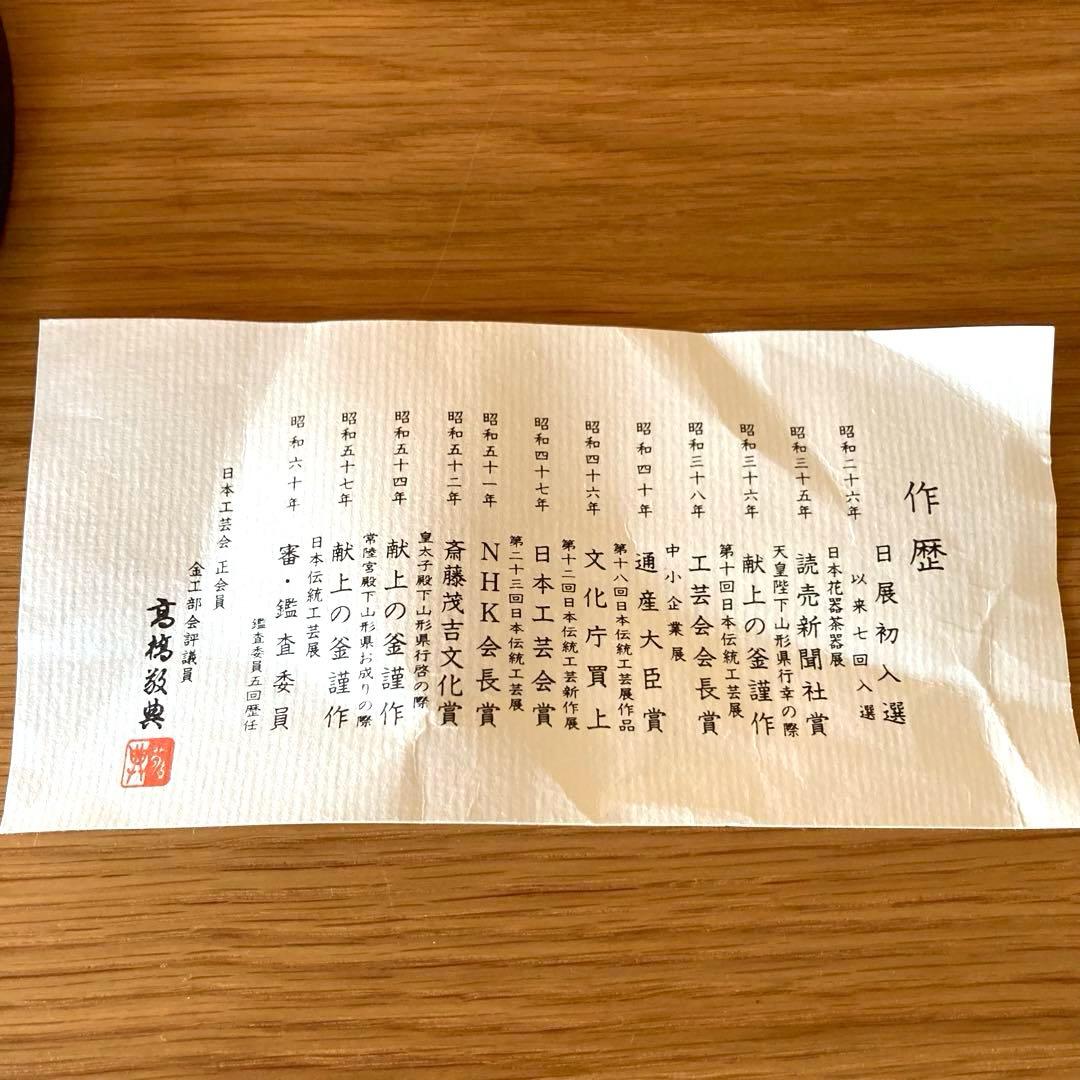 作歴
昭和二十六年 日展初入選
以来七回入選
日本花器茶器展
昭和三十五年 読売新聞社賞
天皇陛下山形県行幸の際
昭和三十六年 献上の釜謹作
第十回日本伝統工芸展
昭和三十八年 工芸会会長賞
中小企業展
昭和四十年 通産大臣賞
第十八回日本伝統工芸展作品
昭和四十六年 文化庁買上
第十二回日本伝統工芸新作展
昭和四十七年 日本工芸会賞
第二十三回日本伝統工芸展
昭和五十一年 NHK会長賞
昭和五十二年 斎藤茂吉文化賞
皇太子殿下山形県行啓の際
昭和五十四年 献上の釜謹作
常陸宮殿下山形県お成りの際
昭和五十七年 献上の釜謹作
日本伝統工芸展
昭和六十年 審・鑑査委員
鑑査委員五回歴任
日本工芸会 正会員
金工部会評議員
高橋敬典